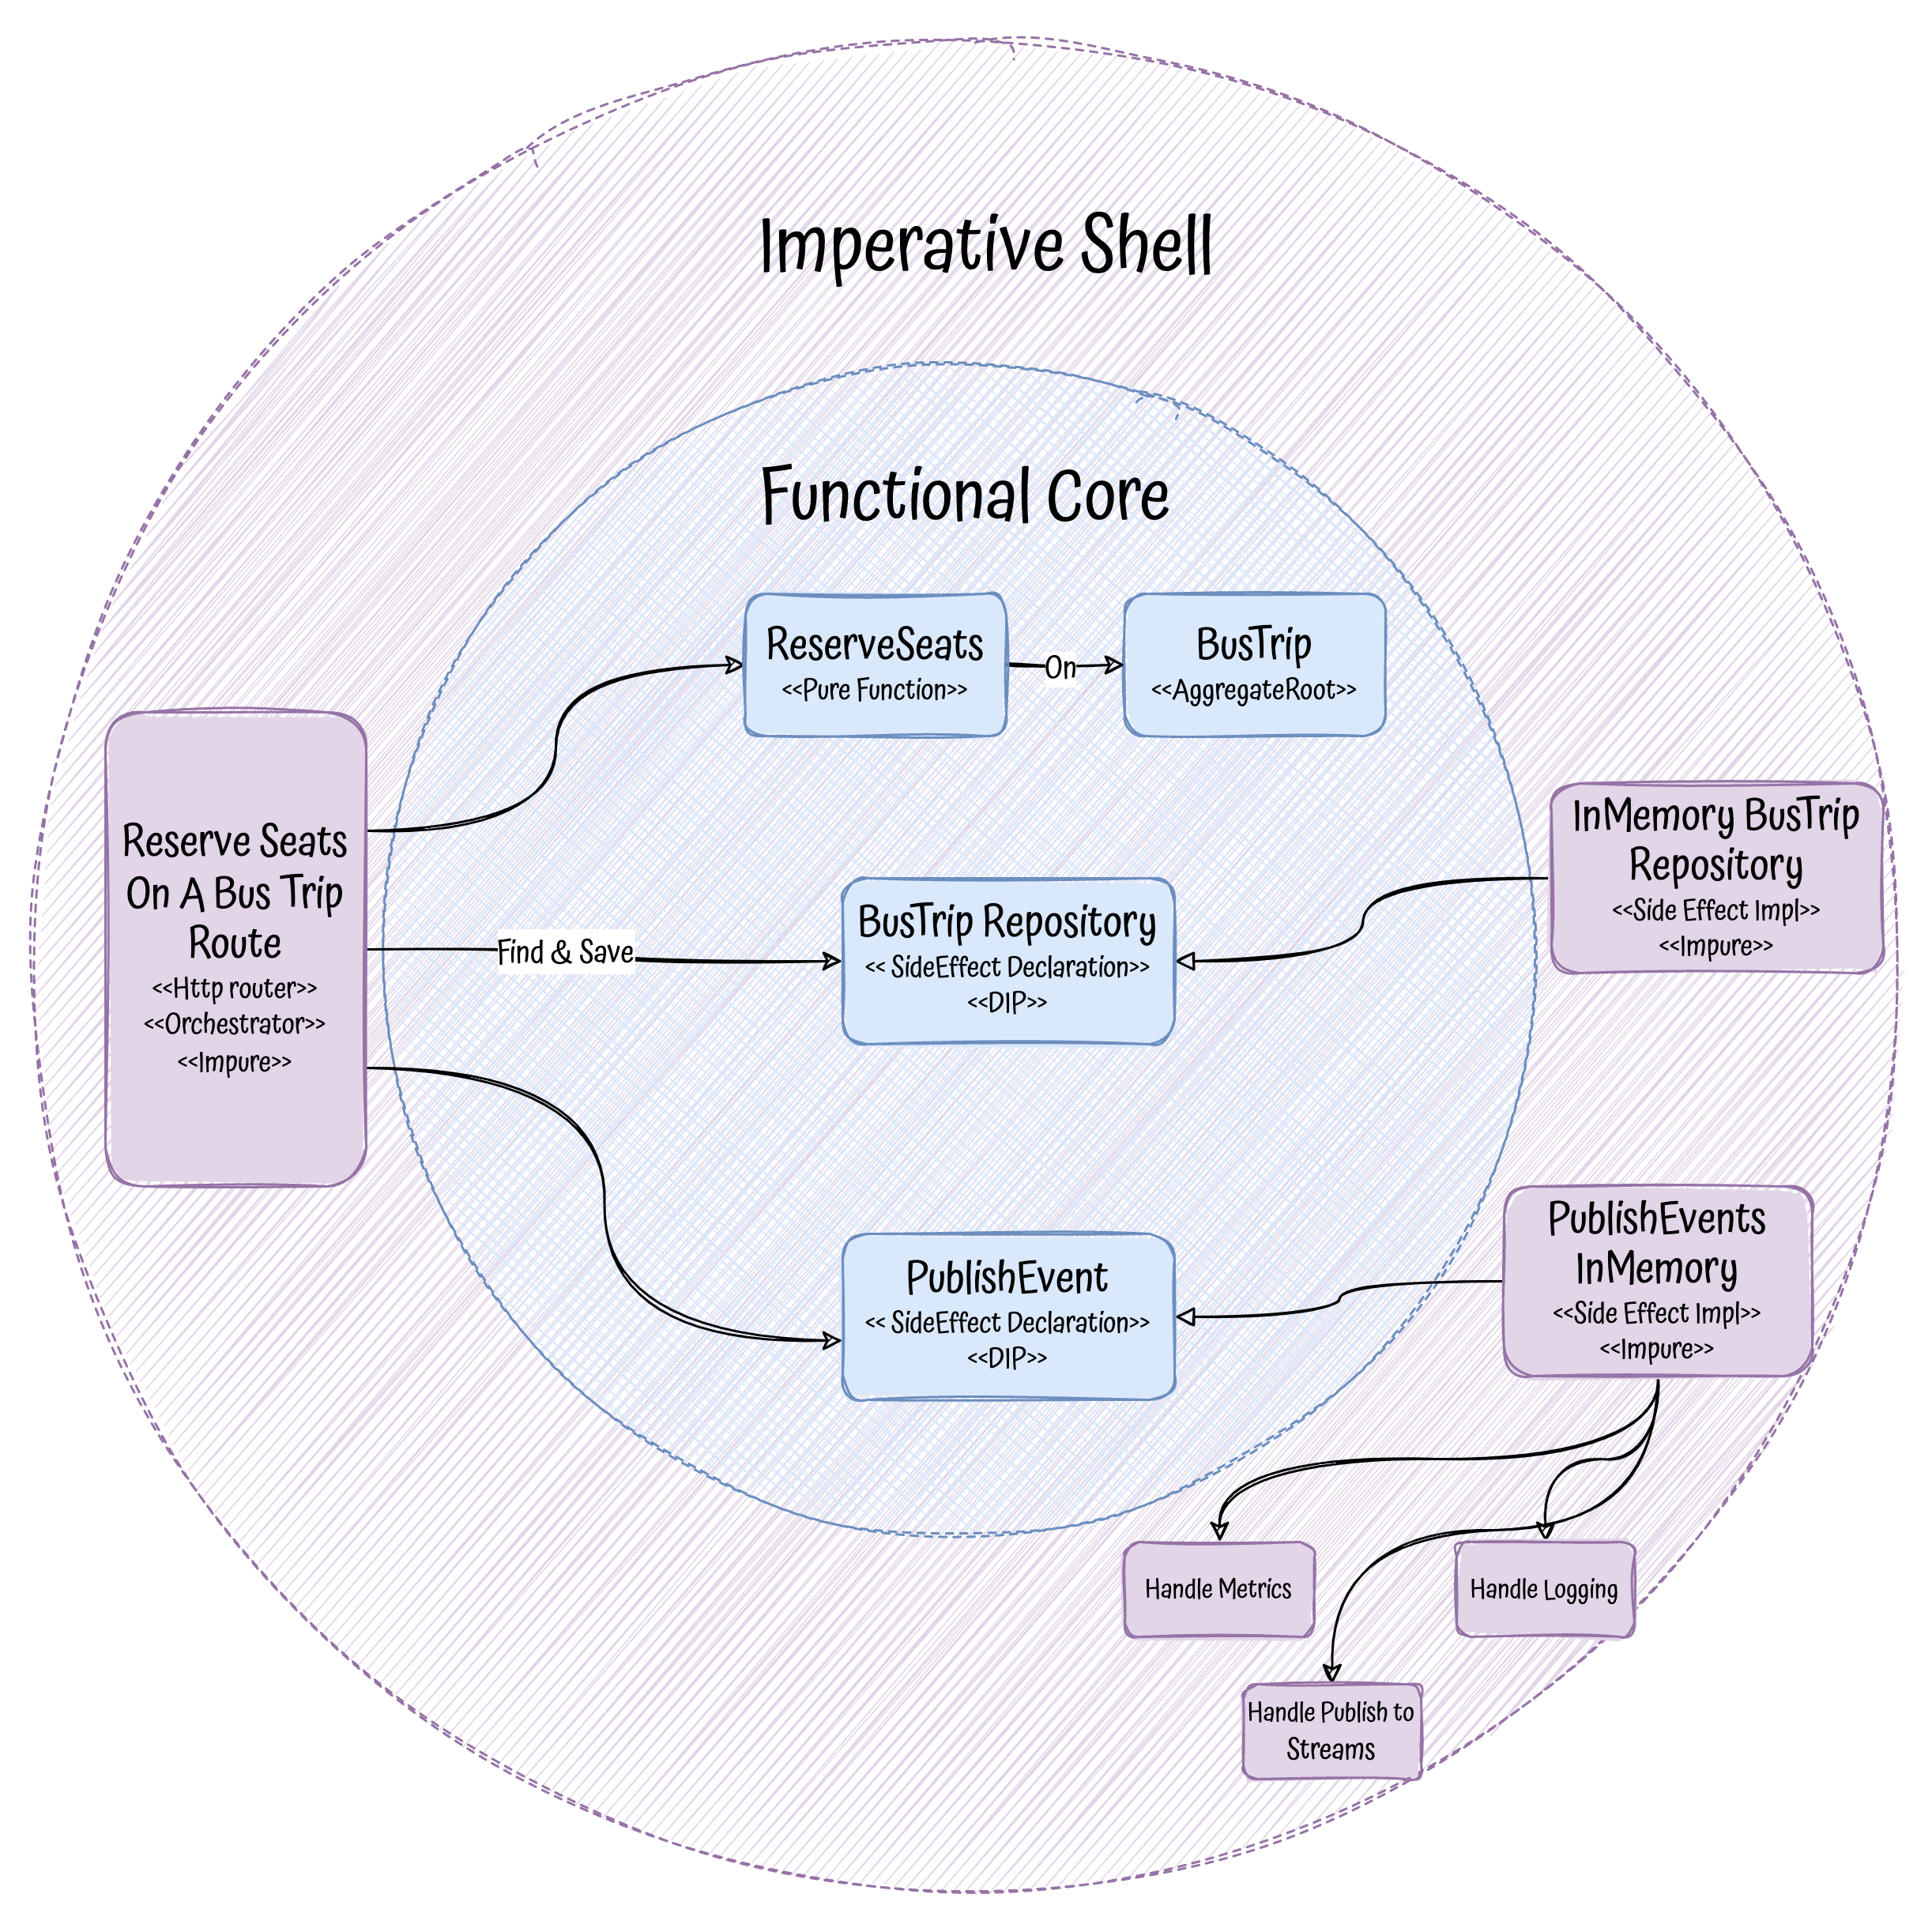 Imperative Shell
Functional Core
ReserveSeats
<<Pure Function>>
On
BusTrip
<<AggregateRoot>>
Reserve Seats
On A Bus Trip
Route
<<Http router>>
<<Orchestrator>>
<<Impure>>
Find & Save
BusTrip Repository
<< SideEffect Declaration>>
<<DIP>>
InMemory BusTrip
Repository
<<Side Effect Impl>>
<<Impure>>
PublishEvent
<< SideEffect Declaration>>
<<DIP>>
PublishEvents
InMemory
<<Side Effect Impl>>
<<Impure>>
Handle Metrics
Handle Logging
Handle Publish to
Streams